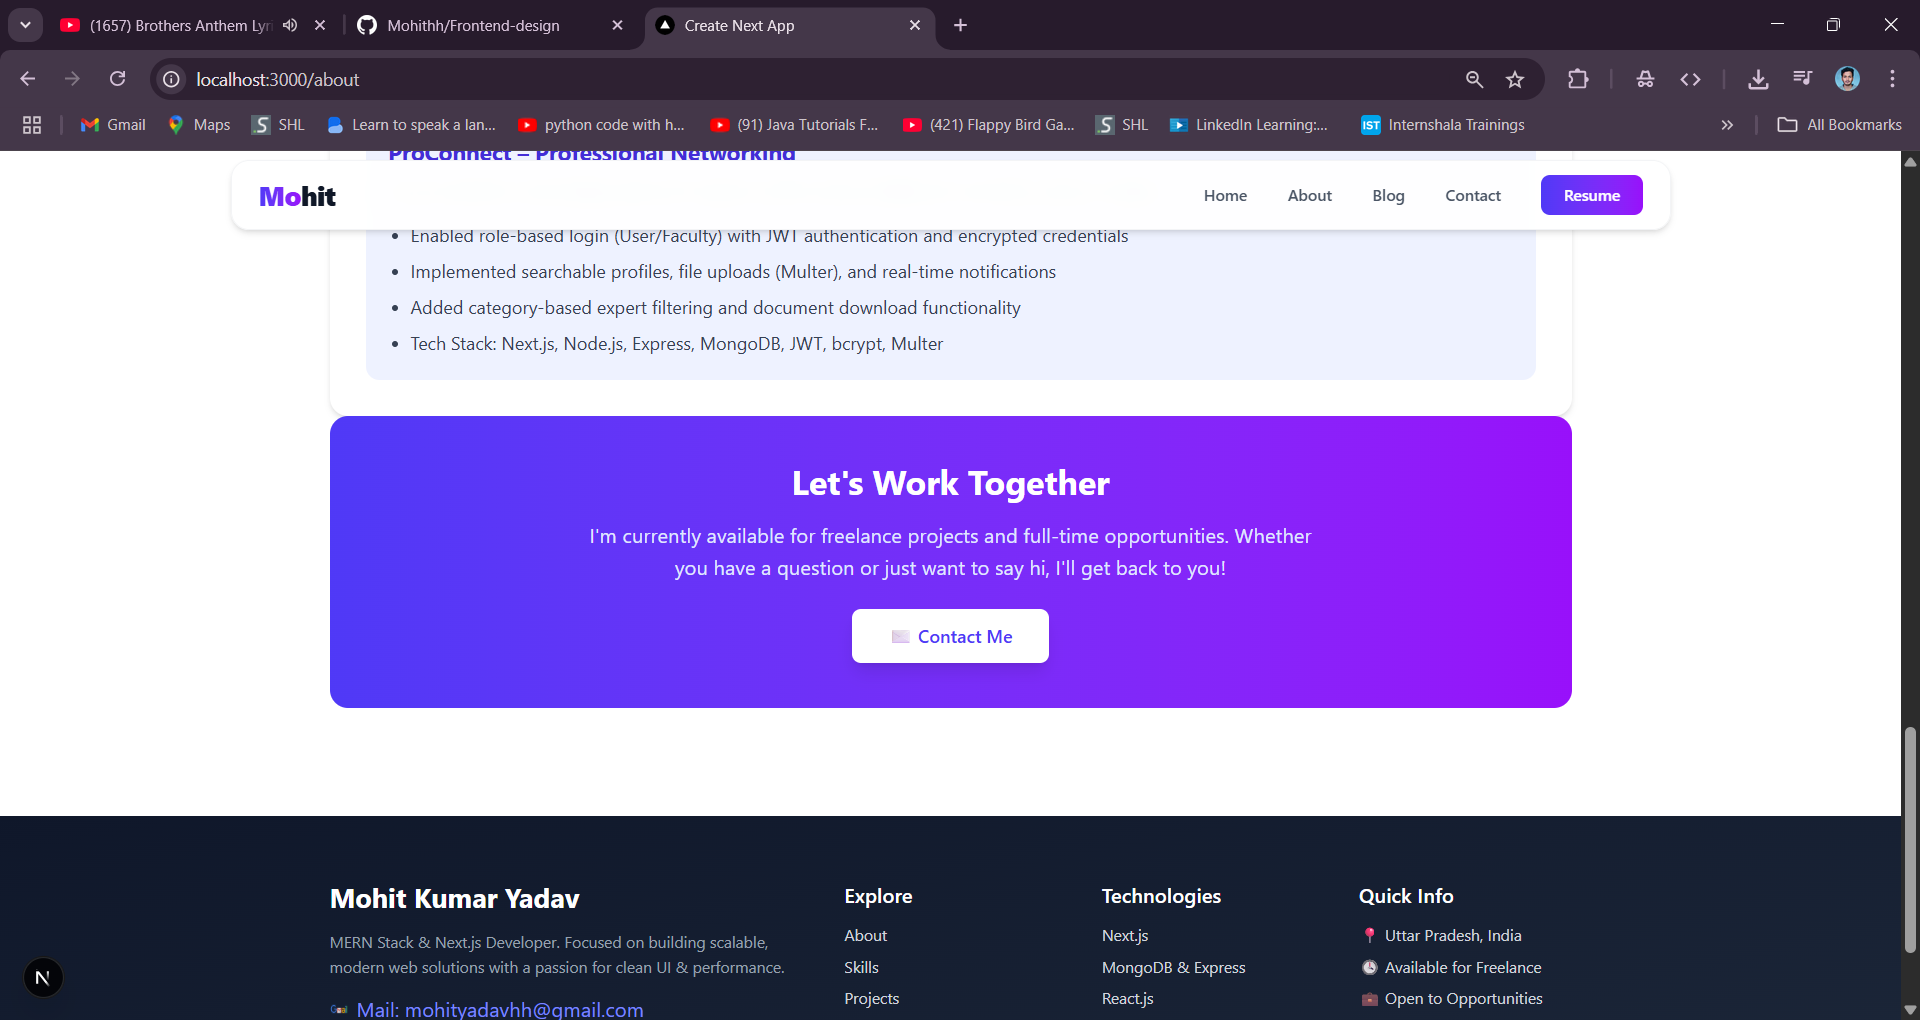 (1657) Brothers Anthem Lyri
Mohithh/Frontend-design
Create Next App
localhost:3000/about
Gmail
Maps
SHL
Learn to speak a lan...
python code with h...
(91) Java Tutorials F...
(421) Flappy Bird Ga...
SHL
LinkedIn Learning:...
IST
Internshala Trainings
All Bookmarks
ProConnect – Professional Networking
Mohit
Home
About
Blog
Contact
Resume
• Enabled role-based login (User/Faculty) with JWT authentication and encrypted credentials
• Implemented searchable profiles, file uploads (Multer), and real-time notifications
• Added category-based expert filtering and document download functionality
• Tech Stack: Next.js, Node.js, Express, MongoDB, JWT, bcrypt, Multer
Let's Work Together
I'm currently available for freelance projects and full-time opportunities. Whether
you have a question or just want to say hi, I'll get back to you!
Contact Me
Mohit Kumar Yadav
MERN Stack & Next.js Developer. Focused on building scalable,
modern web solutions with a passion for clean UI & performance.
Mail: mohityadavhh@gmail.com
Explore
About
Skills
Projects
Technologies
Next.js
MongoDB & Express
React.js
Quick Info
Uttar Pradesh, India
Available for Freelance
Open to Opportunities
N